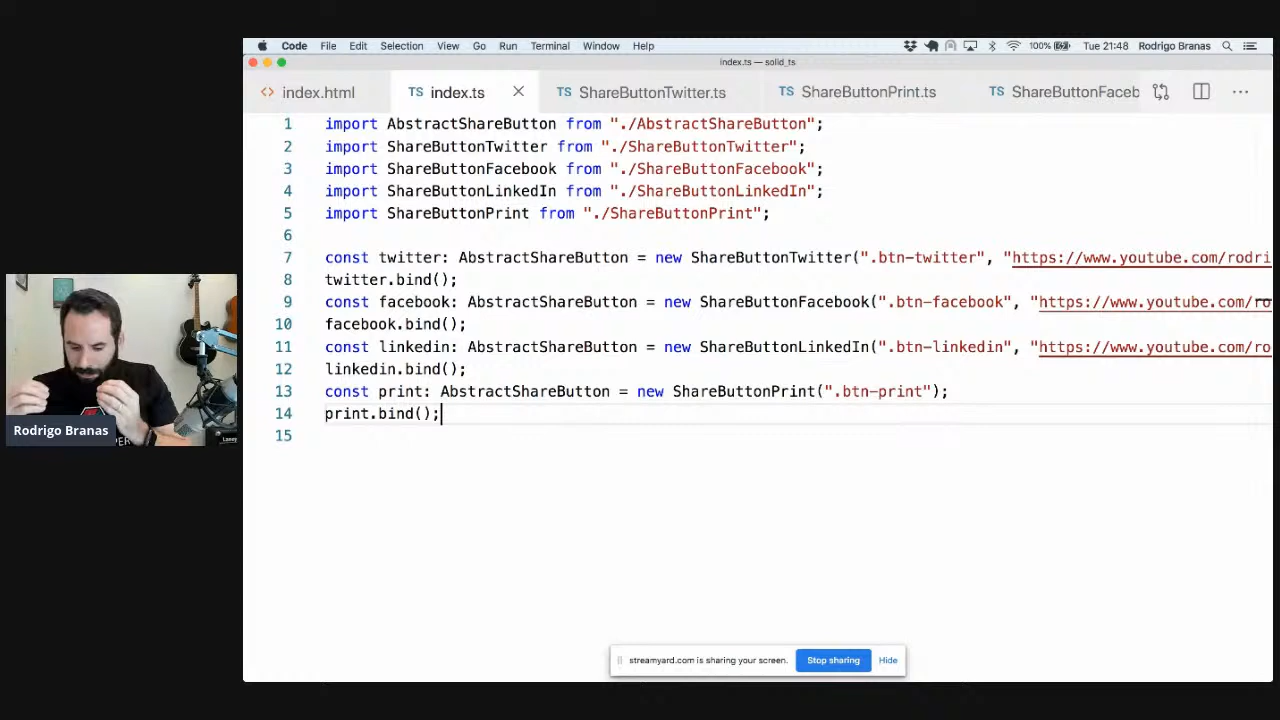 Code File Edit Selection View Go Run Terminal Window Help 100% Tue 21:48 Rodrigo Branas
index.ts — solid_ts
<> index.html TS index.ts TS ShareButtonTwitter.ts TS ShareButtonPrint.ts TS ShareButtonFaceb
1 import AbstractShareButton from "./AbstractShareButton";
2 import ShareButtonTwitter from "./ShareButtonTwitter";
3 import ShareButtonFacebook from "./ShareButtonFacebook";
4 import ShareButtonLinkedIn from "./ShareButtonLinkedIn";
5 import ShareButtonPrint from "./ShareButtonPrint";
6
7 const twitter: AbstractShareButton = new ShareButtonTwitter(".btn-twitter", "https://www.youtube.com/rodri
8 twitter.bind();
9 const facebook: AbstractShareButton = new ShareButtonFacebook(".btn-facebook", "https://www.youtube.com/ro
10 facebook.bind();
11 const linkedin: AbstractShareButton = new ShareButtonLinkedIn(".btn-linkedin", "https://www.youtube.com/ro
12 linkedin.bind();
13 const print: AbstractShareButton = new ShareButtonPrint(".btn-print");
14 print.bind();
15
Rodrigo Branas
streamyard.com is sharing your screen. Stop sharing Hide